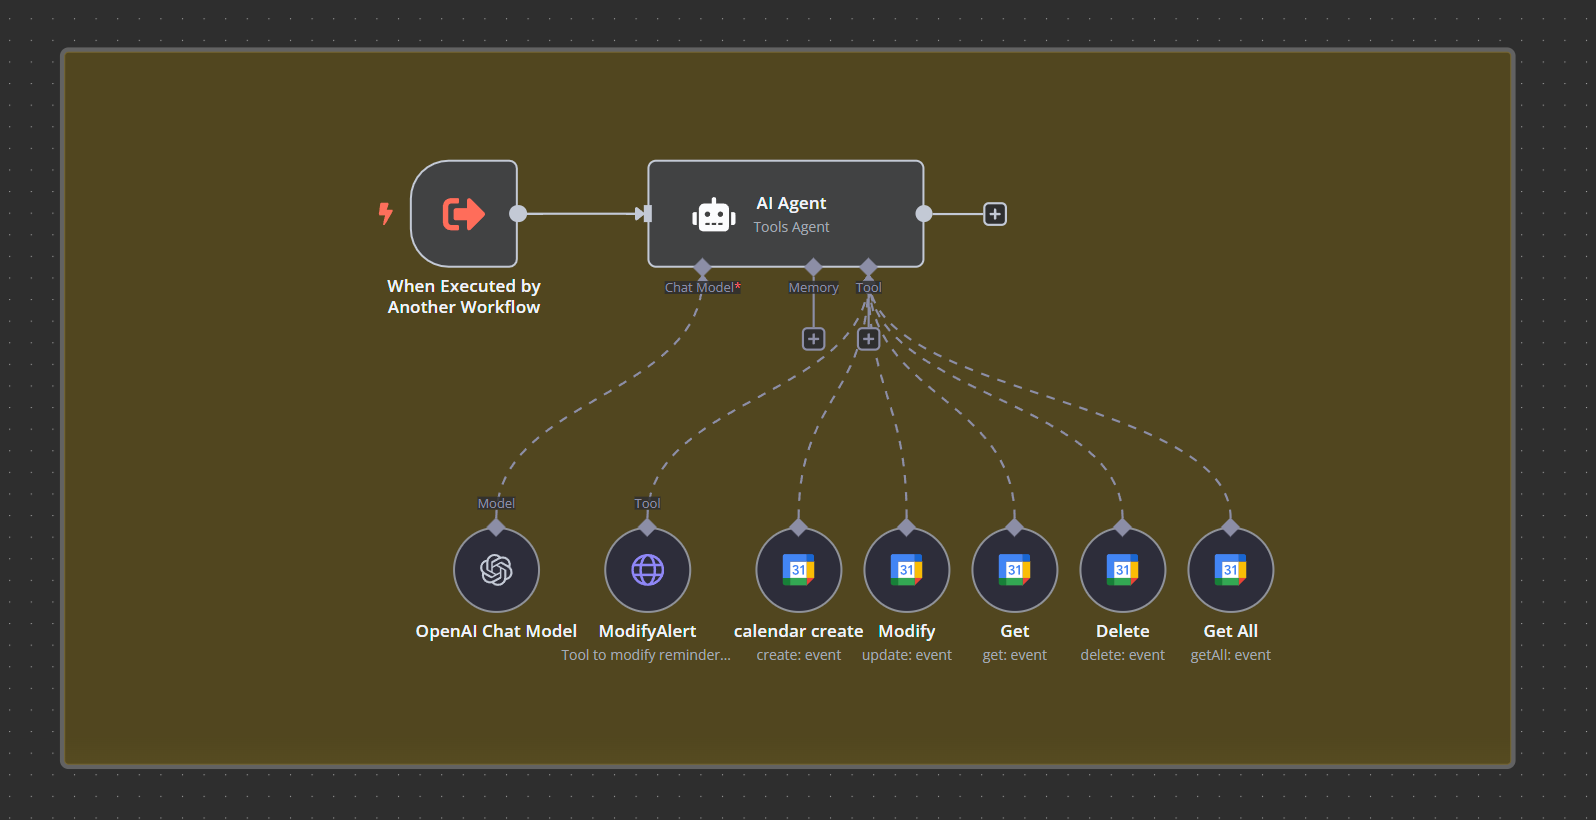 AI Agent
Tools Agent
When Executed by
Another Workflow
Chat Model*
Memory
Tool
Model
Tool
31
31
31
31
31
OpenAI Chat Model
ModifyAlert
calendar create
Modify
Get
Delete
Get All
Tool to modify reminder...
create: event
update: event
get: event
delete: event
getAll: event